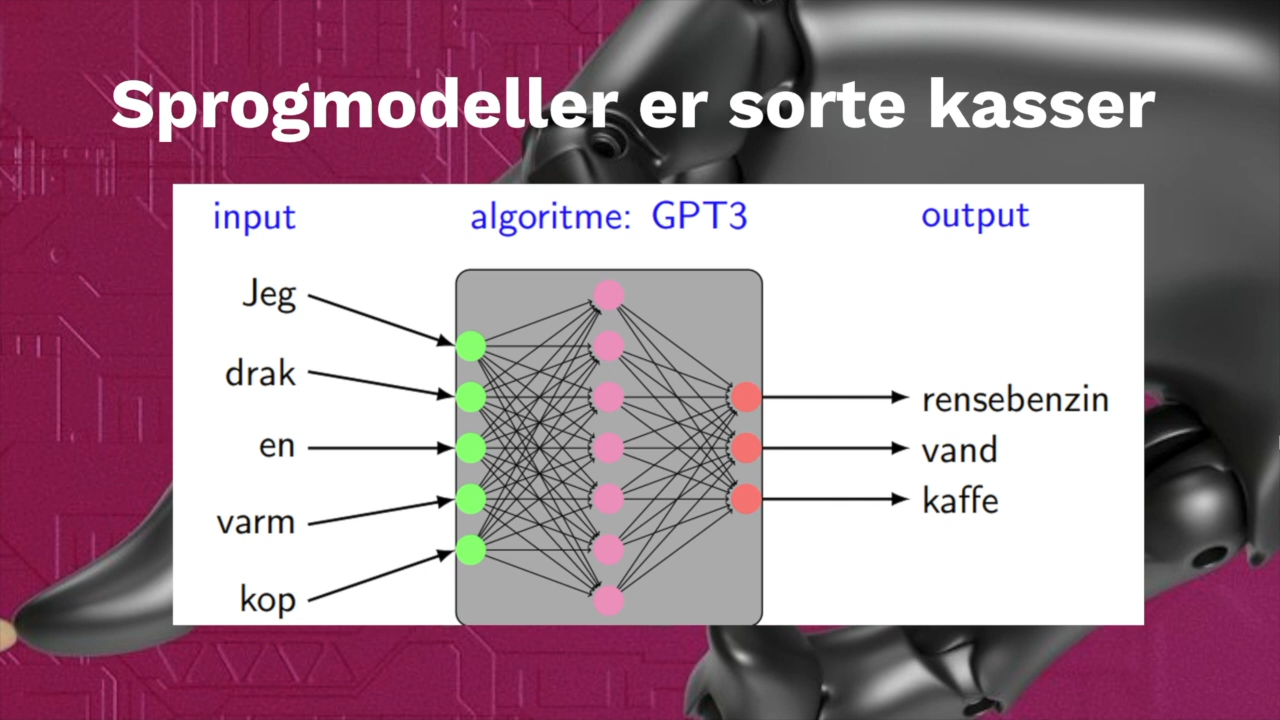 Sprogmodeller er sorte kasser
input
algoritme: GPT3
output
Jeg
drak
en
varm
kop
rensebenzin
vand
kaffe